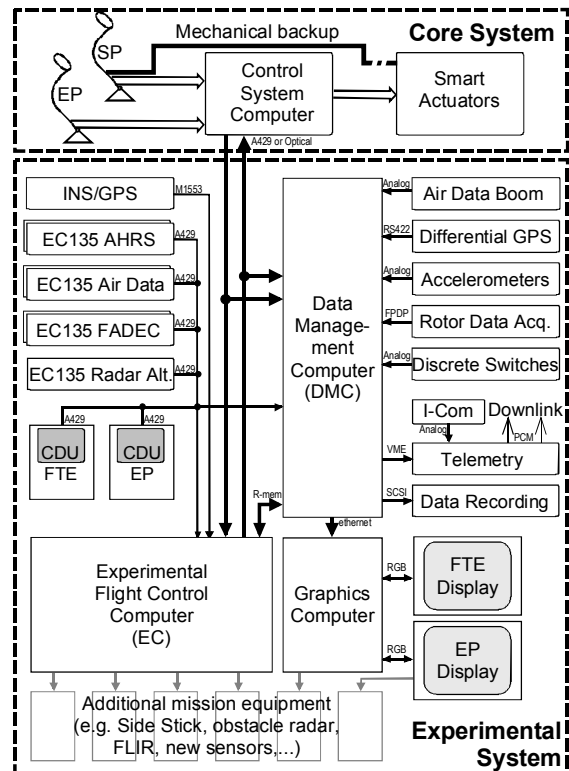 Mechanical backup
Core System
SP
EP
Control
System
Computer
Smart
Actuators
A429 or Optical
INS/GPS
M1553
EC135 AHRS
A429
EC135 Air Data
A429
EC135 FADEC
A429
EC135 Radar Alt.
A429
A429
A429
CDU
FTE
CDU
EP
Data
Manage-
ment
Computer
(DMC)
Analog
Air Data Boom
RS422
Differential GPS
Analog
Accelerometers
FPDP
Rotor Data Acq.
Analog
Discrete Switches
I-Com
Downlink
Analog
PCM
VME
Telemetry
SCSI
Data Recording
R-mem
ethernet
Experimental
Flight Control
Computer
(EC)
Graphics
Computer
RGB
FTE
Display
RGB
EP
Display
Additional mission equipment
(e.g. Side Stick, obstacle radar,
FLIR, new sensors,...)
Experimental
System